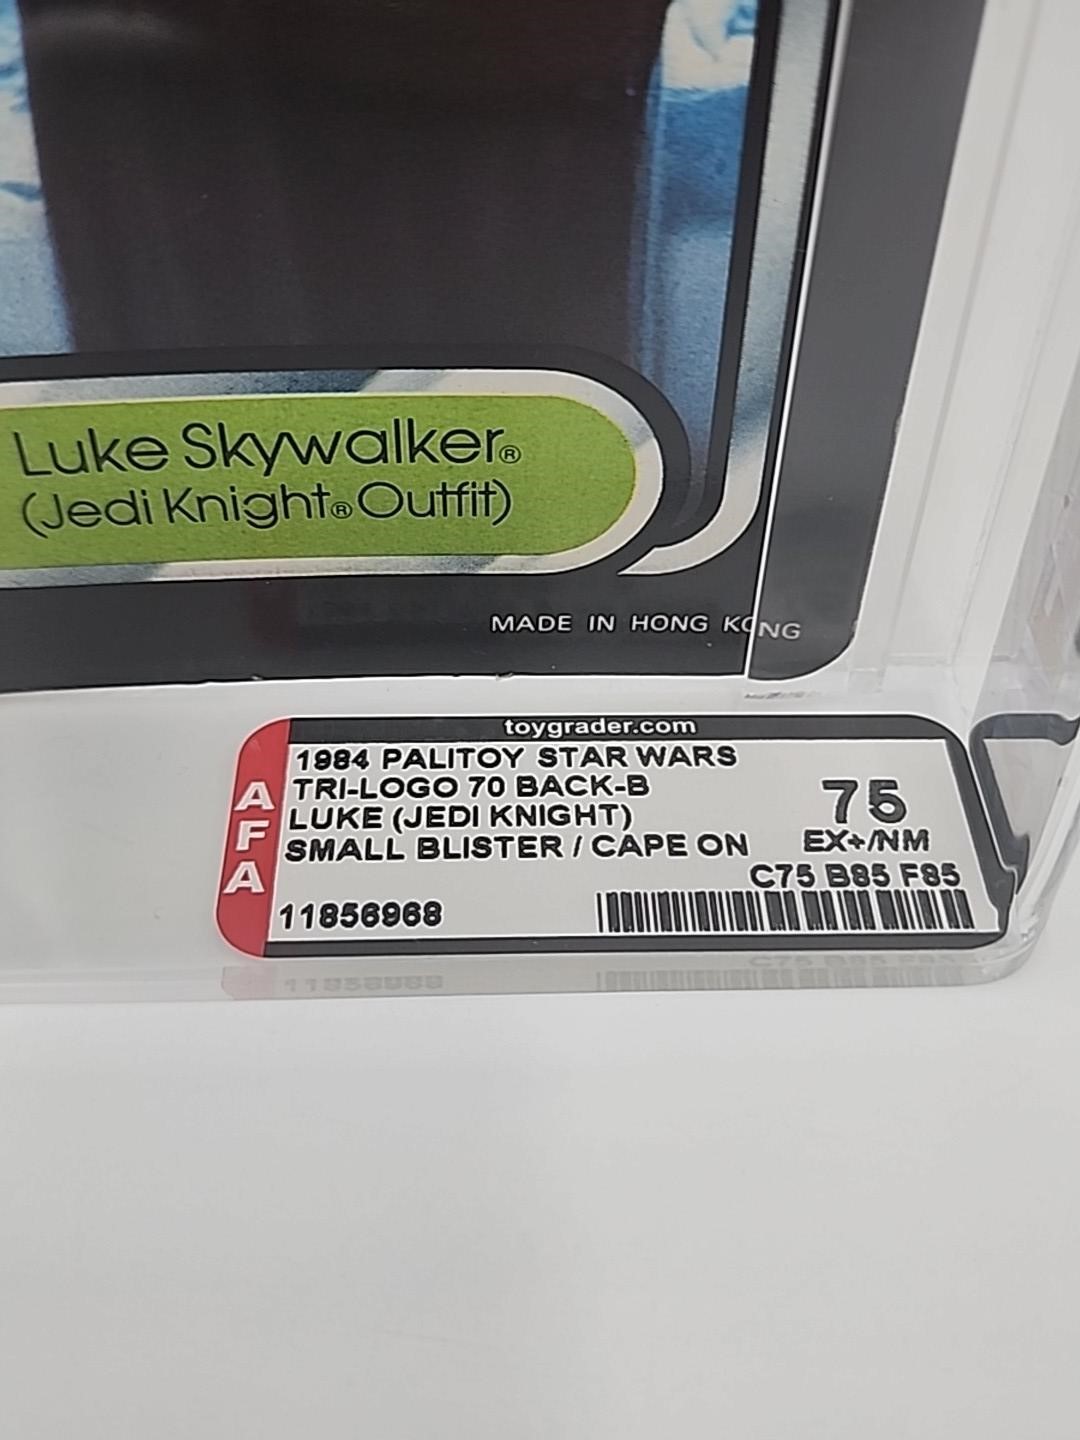 Luke Skywalker®
(Jedi Knight® Outfit)
MADE IN HONG KONG
toygrader.com
AFA
1984 PALITOY STAR WARS
TRI-LOGO 70 BACK-B
LUKE (JEDI KNIGHT)
SMALL BLISTER / CAPE ON
75
EX+/NM
C75 B85 F85
11856968